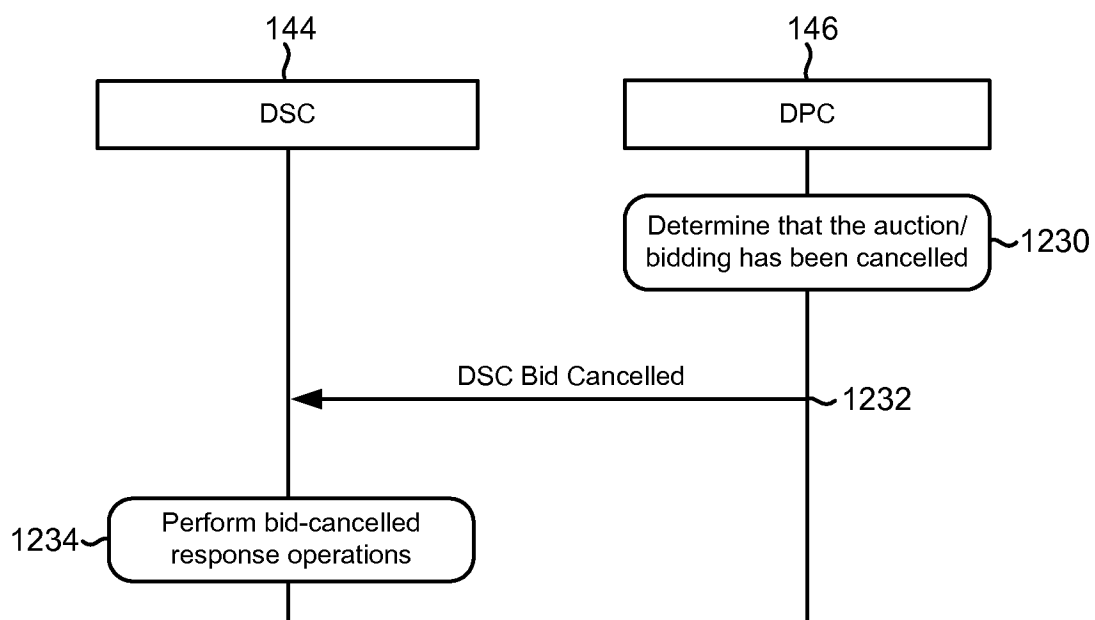 144
146
DSC
DPC
Determine that the auction/
bidding has been cancelled
1230
DSC Bid Cancelled
1232
Perform bid-cancelled
response operations
1234